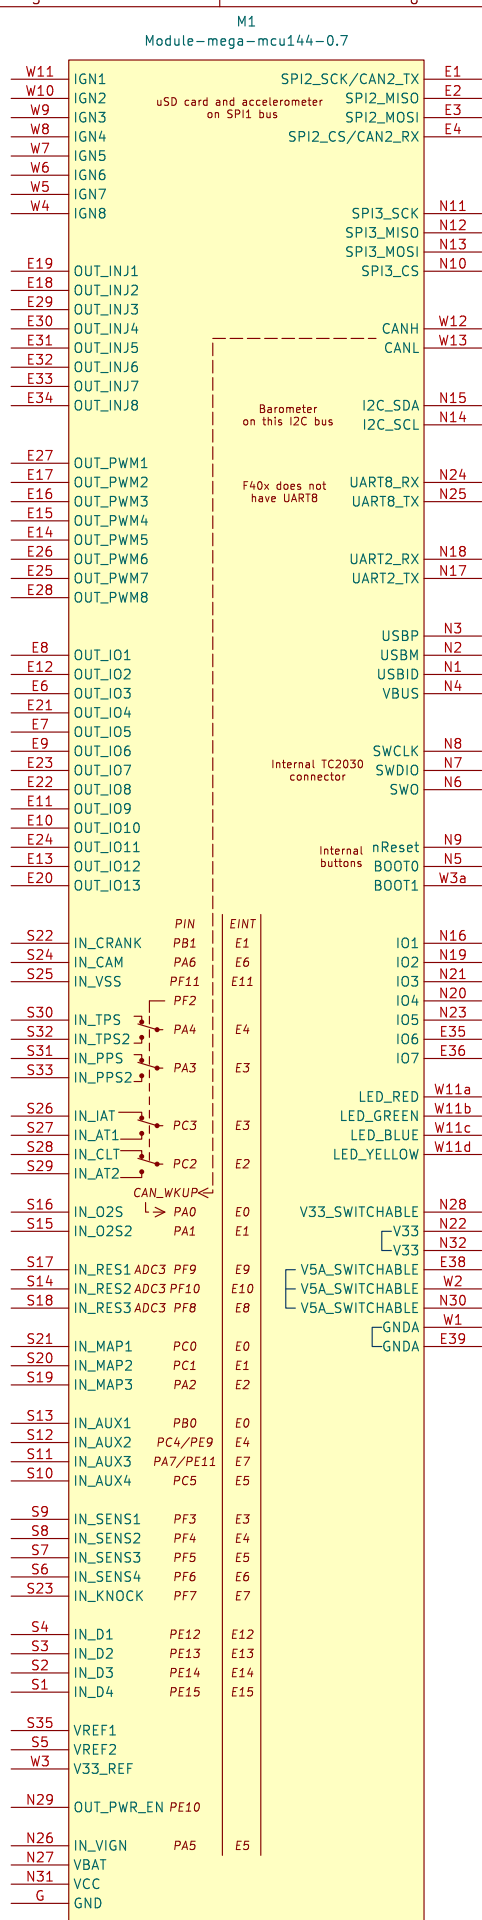 M1
Module-mega-mcu144-0.7
W11 IGN1 SPI2_SCK/CAN2_TX E1
W10 IGN2 uSD card and accelerometer SPI2_MISO E2
W9 IGN3 on SPI1 bus SPI2_MOSI E3
W8 IGN4 SPI2_CS/CAN2_RX E4
W7 IGN5
W6 IGN6
W5 IGN7
W4 IGN8 SPI3_SCK N11
SPI3_MISO N12
SPI3_MOSI N13
E19 OUT_INJ1 SPI3_CS N10
E18 OUT_INJ2
E29 OUT_INJ3
E30 OUT_INJ4 CANH W12
E31 OUT_INJ5 CANL W13
E32 OUT_INJ6
E33 OUT_INJ7
E34 OUT_INJ8 Barometer I2C_SDA N15
on this I2C bus I2C_SCL N14
E27 OUT_PWM1
E17 OUT_PWM2 F40x does not UART8_RX N24
E16 OUT_PWM3 have UART8 UART8_TX N25
E15 OUT_PWM4
E14 OUT_PWM5
E26 OUT_PWM6 UART2_RX N18
E25 OUT_PWM7 UART2_TX N17
E28 OUT_PWM8
USBP N3
E8 OUT_IO1 USBM N2
E12 OUT_IO2 USBID N1
E6 OUT_IO3 VBUS N4
E21 OUT_IO4
E7 OUT_IO5
E9 OUT_IO6 SWCLK N8
E23 OUT_IO7 Internal TC2030 SWDIO N7
E22 OUT_IO8 connector SWO N6
E11 OUT_IO9
E10 OUT_IO10
E24 OUT_IO11 Internal nReset N9
E13 OUT_IO12 buttons BOOT0 N5
E20 OUT_IO13 BOOT1 W3a
PIN EINT
S22 IN_CRANK PB1 E1 IO1 N16
S24 IN_CAM PA6 E6 IO2 N19
S25 IN_VSS PF11 E11 IO3 N21
PF2 IO4 N20
S30 IN_TPS IO5 N23
PA4 E4
S32 IN_TPS2 IO6 E35
S31 IN_PPS IO7 E36
PA3 E3
S33 IN_PPS2
LED_RED W11a
S26 IN_IAT LED_GREEN W11b
PC3 E3
S27 IN_AT1 LED_BLUE W11c
S28 IN_CLT LED_YELLOW W11d
PC2 E2
S29 IN_AT2
CAN_WKUP
S16 IN_O2S PA0 E0 V33_SWITCHABLE N28
S15 IN_O2S2 PA1 E1 V33 N22
V33 N32
S17 IN_RES1 ADC3 PF9 E9 V5A_SWITCHABLE E38
S14 IN_RES2 ADC3 PF10 E10 V5A_SWITCHABLE W2
S18 IN_RES3 ADC3 PF8 E8 V5A_SWITCHABLE N30
GNDA W1
S21 IN_MAP1 PC0 E0 GNDA E39
S20 IN_MAP2 PC1 E1
S19 IN_MAP3 PA2 E2
S13 IN_AUX1 PB0 E0
S12 IN_AUX2 PC4/PE9 E4
S11 IN_AUX3 PA7/PE11 E7
S10 IN_AUX4 PC5 E5
S9 IN_SENS1 PF3 E3
S8 IN_SENS2 PF4 E4
S7 IN_SENS3 PF5 E5
S6 IN_SENS4 PF6 E6
S23 IN_KNOCK PF7 E7
S4 IN_D1 PE12 E12
S3 IN_D2 PE13 E13
S2 IN_D3 PE14 E14
S1 IN_D4 PE15 E15
S35 VREF1
S5 VREF2
W3 V33_REF
N29 OUT_PWR_EN PE10
N26 IN_VIGN PA5 E5
N27 VBAT
N31 VCC
G GND